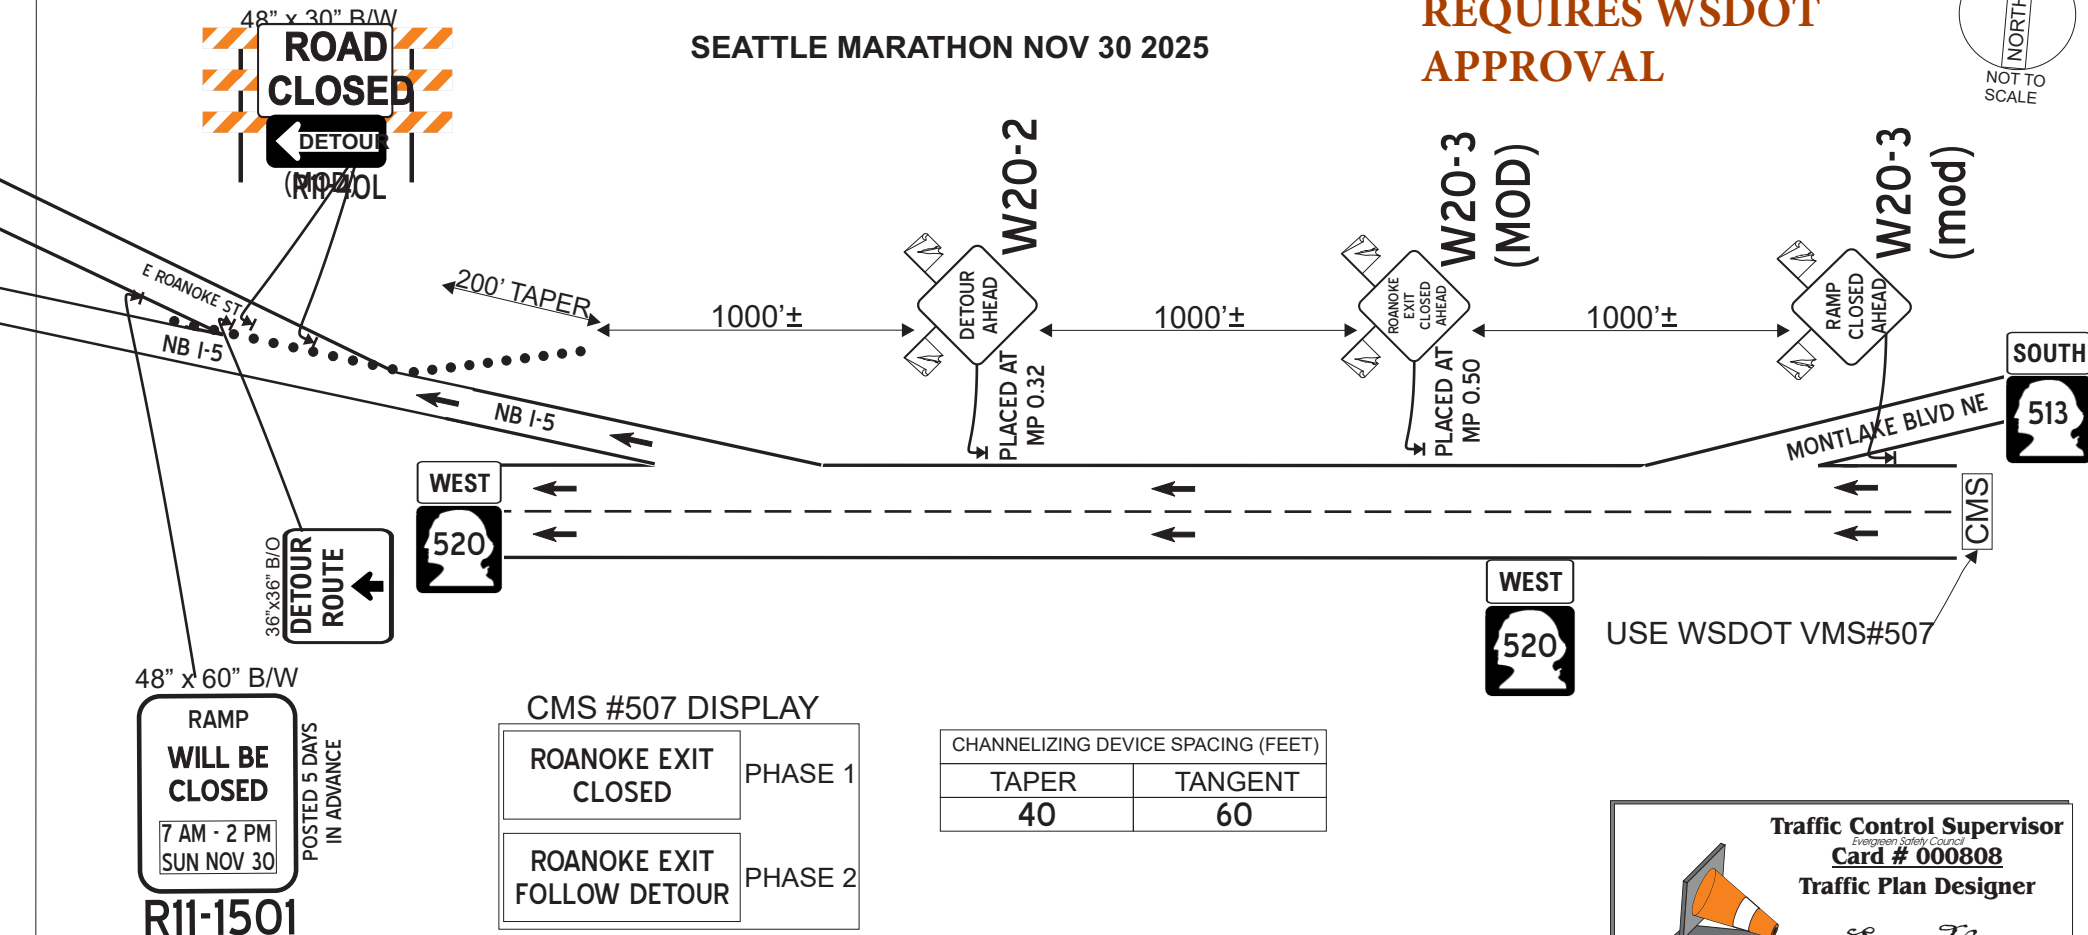 48” x 30” B/W
ROAD
CLOSED
DETOUR
(MOD)
R11-40L
SEATTLE MARATHON NOV 30 2025
REQUIRES WSDOT
APPROVAL
NORTH
NOT TO
SCALE
W20-2
W20-3
(MOD)
W20-3
(mod)
E ROANOKE ST
200’ TAPER
1000’±
DETOUR
AHEAD
1000’±
ROANOKE
EXIT
CLOSED
AHEAD
1000’±
RAMP
CLOSED
AHEAD
NB I-5
NB I-5
PLACED AT
MP 0.32
PLACED AT
MP 0.50
MONTLAKE BLVD NE
SOUTH
513
WEST
520
CMS
WEST
520
USE WSDOT VMS#507
36”x36” B/O
DETOUR
ROUTE
48” x 60” B/W
RAMP
WILL BE
CLOSED
7 AM - 2 PM
SUN NOV 30
POSTED 5 DAYS
IN ADVANCE
R11-1501
CMS #507 DISPLAY
ROANOKE EXIT
CLOSED
PHASE 1
ROANOKE EXIT
FOLLOW DETOUR
PHASE 2
CHANNELIZING DEVICE SPACING (FEET)
TAPER TANGENT
40 60
Traffic Control Supervisor
Evergreen Safety Council
Card # 000808
Traffic Plan Designer